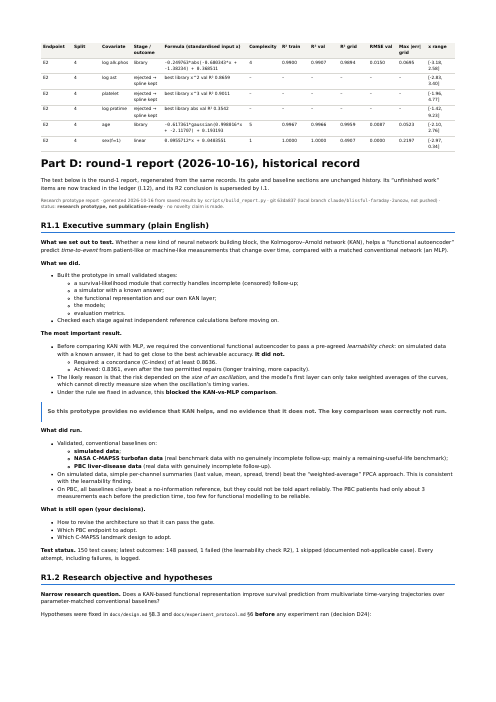 Endpoint Split Covariate Stage / outcome Formula (standardised input x) Complexity R² train R² val R² grid RMSE val Max |err| grid x range
E2 4 log alk.phos library -0.249763*abs(-0.680343*x + -1.38234) + 0.368511 4 0.9900 0.9907 0.9894 0.0150 0.0695 [-3.18, 2.58]
E2 4 log ast rejected → spline kept best library x^3 val R² 0.8659 – – – – – – [-2.83, 3.40]
E2 4 platelet rejected → spline kept best library x^2 val R² 0.9011 – – – – – – [-1.96, 4.77]
E2 4 log protime rejected → spline kept best library abs val R² 0.3542 – – – – – – [-1.42, 9.23]
E2 4 age library 5 0.9967 0.9966 0.9959 0.0087 0.0523 [-2.10, 2.76]
E2 4 sex(f=1) linear 0.0955712*x + 0.0483551 1 1.0000 1.0000 0.4907 0.0000 0.2197 [-2.97, 0.34]
Part D: round-1 report (2026-10-16), historical record
The text below is the round-1 report, regenerated from the same records. Its gate and baseline sections are unchanged history. Its "unfinished work"
items are now tracked in the ledger (I.12), and its R2 conclusion is superseded by I.1.
Research prototype report · generated 2026-10-16 from saved results by scripts/build_report.py · git (local branch not pushed) ·
status: research prototype, not publication-ready · no novelty claim is made.
R1.1 Executive summary (plain English)
What we set out to test. Whether a new kind of neural network building block, the Kolmogorov–Arnold network (KAN), helps a "functional autoencoder"
predict time-to-event from patient-like or machine-like measurements that change over time, compared with a matched conventional network (an MLP).
What we did.
• Built the prototype in small validated stages:
◦ a survival-likelihood module that correctly handles incomplete (censored) follow-up;
◦ a simulator with a known answer;
◦ the functional representation and our own KAN layer;
◦ the models;
◦ evaluation metrics.
• Checked each stage against independent reference calculations before moving on.
The most important result.
• Before comparing KAN with MLP, we required the conventional functional autoencoder to pass a pre-agreed learnability check: on simulated data
with a known answer, it had to get close to the best achievable accuracy. It did not.
◦ Required: a concordance (C-index) of at least 0.8636.
◦ Achieved: 0.8361, even after the two permitted repairs (longer training, more capacity).
• The likely reason is that the risk depended on the size of an oscillation, and the model's first layer can only take weighted averages of the curves,
which cannot directly measure size when the oscillation's timing varies.
• Under the rule we fixed in advance, this blocked the KAN-vs-MLP comparison.
So this prototype provides no evidence that KAN helps, and no evidence that it does not. The key comparison was correctly not run.
What did run.
• Validated, conventional baselines on:
◦ simulated data;
◦ NASA C-MAPSS turbofan data (real benchmark data with no genuinely incomplete follow-up; mainly a remaining-useful-life benchmark);
◦ PBC liver-disease data (real data with genuinely incomplete follow-up).
• On simulated data, simple per-channel summaries (last value, mean, spread, trend) beat the "weighted-average" FPCA approach. This is consistent
with the learnability finding.
• On PBC, all baselines clearly beat a no-information reference, but they could not be told apart reliably. The PBC patients had only about 3
measurements each before the prediction time, too few for functional modelling to be reliable.
What is still open (your decisions).
• How to revise the architecture so that it can pass the gate.
• Which PBC endpoint to adopt.
• Which C-MAPSS landmark design to adopt.
Test status. 150 test cases; latest outcomes: 148 passed, 1 failed (the learnability check R2), 1 skipped (documented not-applicable case). Every
attempt, including failures, is logged.
R1.2 Research objective and hypotheses
Narrow research question. Does a KAN-based functional representation improve survival prediction from multivariate time-varying trajectories over
parameter-matched conventional baselines?
Hypotheses were fixed in docs/design.md §8.3 and docs/experiment_protocol.md §6 before any experiment ran (decision D24):